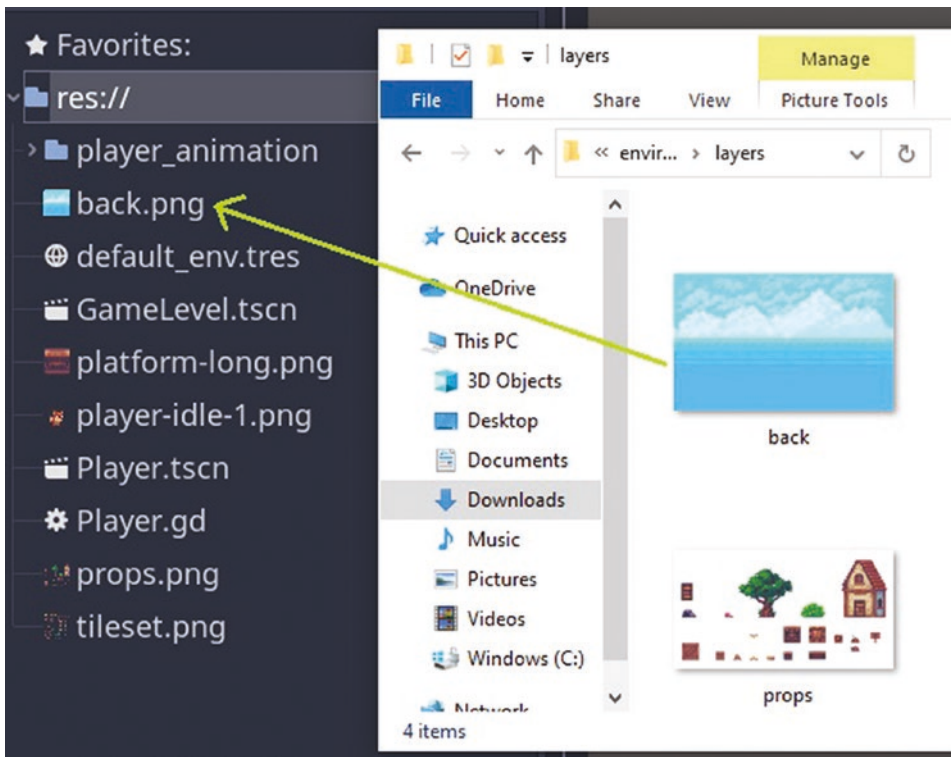 Favorites:
res://
player_animation
back.png
default_env.tres
GameLevel.tscn
platform-long.png
player-idle-1.png
Player.tscn
Player.gd
props.png
tileset.png
layers
Manage
File
Home
Share
View
Picture Tools
« envir... › layers
Quick access
OneDrive
This PC
3D Objects
Desktop
Documents
Downloads
Music
Pictures
Videos
Windows (C:)
Network
4 items
back
props